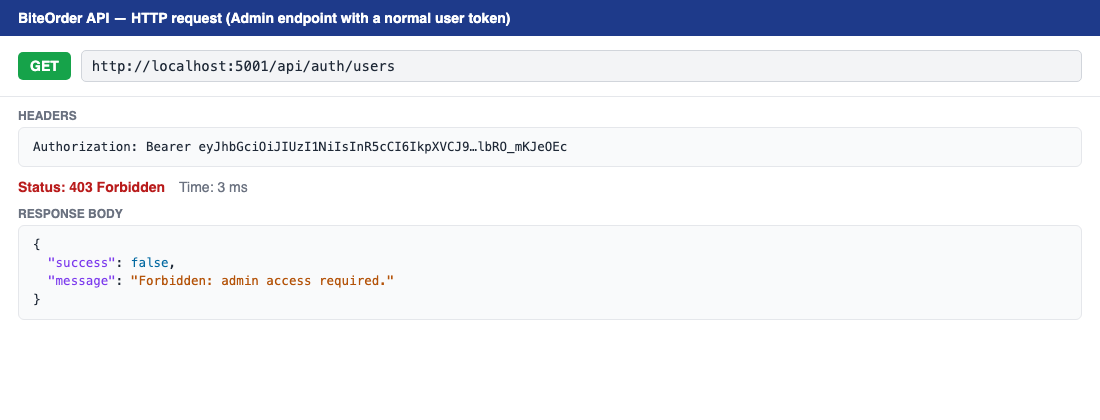 BiteOrder API — HTTP request (Admin endpoint with a normal user token)
GET http://localhost:5001/api/auth/users
HEADERS
Authorization: Bearer eyJhbGciOiJIUzI1NiIsInR5cCI6IkpXVCJ9…lbRO_mKJeOEc
Status: 403 Forbidden Time: 3 ms
RESPONSE BODY
{
  "success": false,
  "message": "Forbidden: admin access required."
}